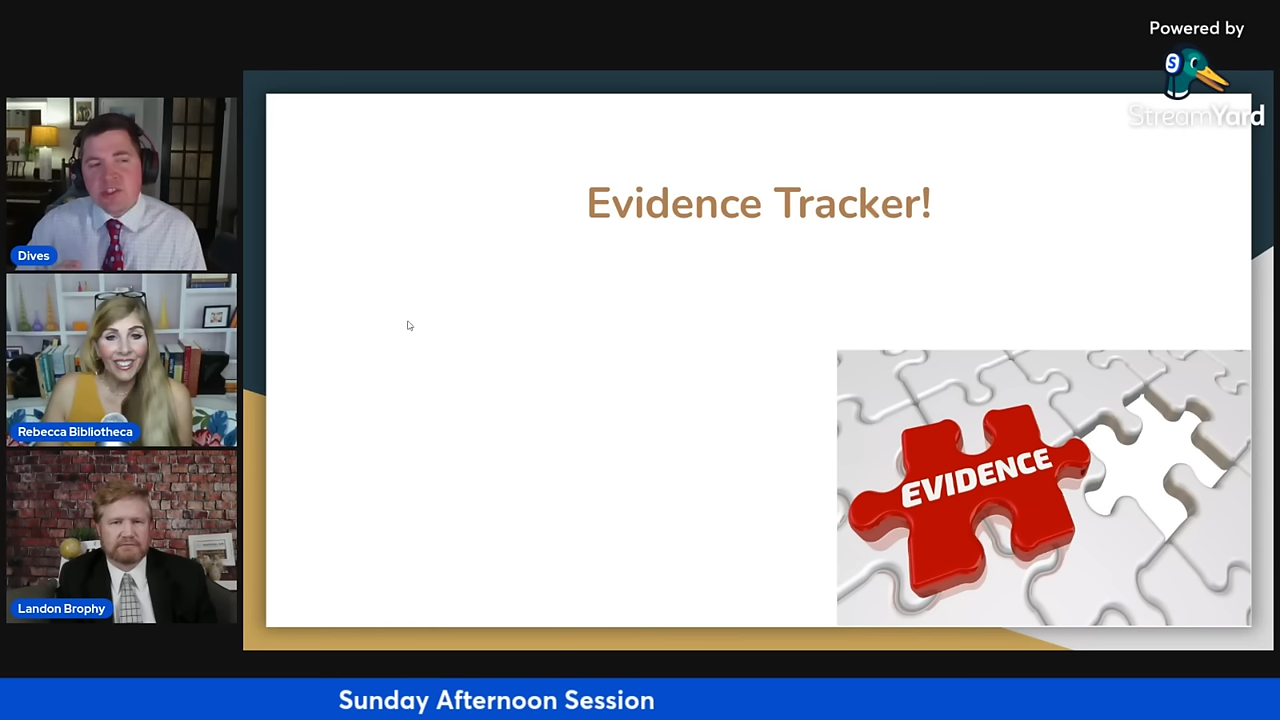 Powered by
S
StreamYard
Evidence Tracker!
Dives
Rebecca Bibliotheca
Landon Brophy
EVIDENCE
Sunday Afternoon Session